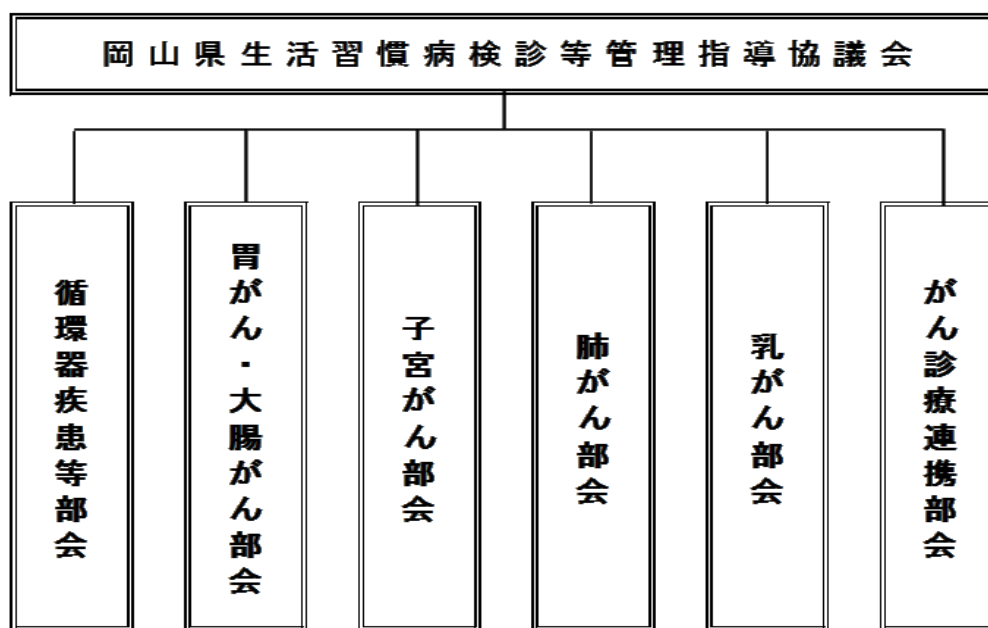 岡山県生活習慣病検診等管理指導協議会
循環器疾患等部会
胃がん・大腸がん部会
子宮がん部会
肺がん部会
乳がん部会
がん診療連携部会